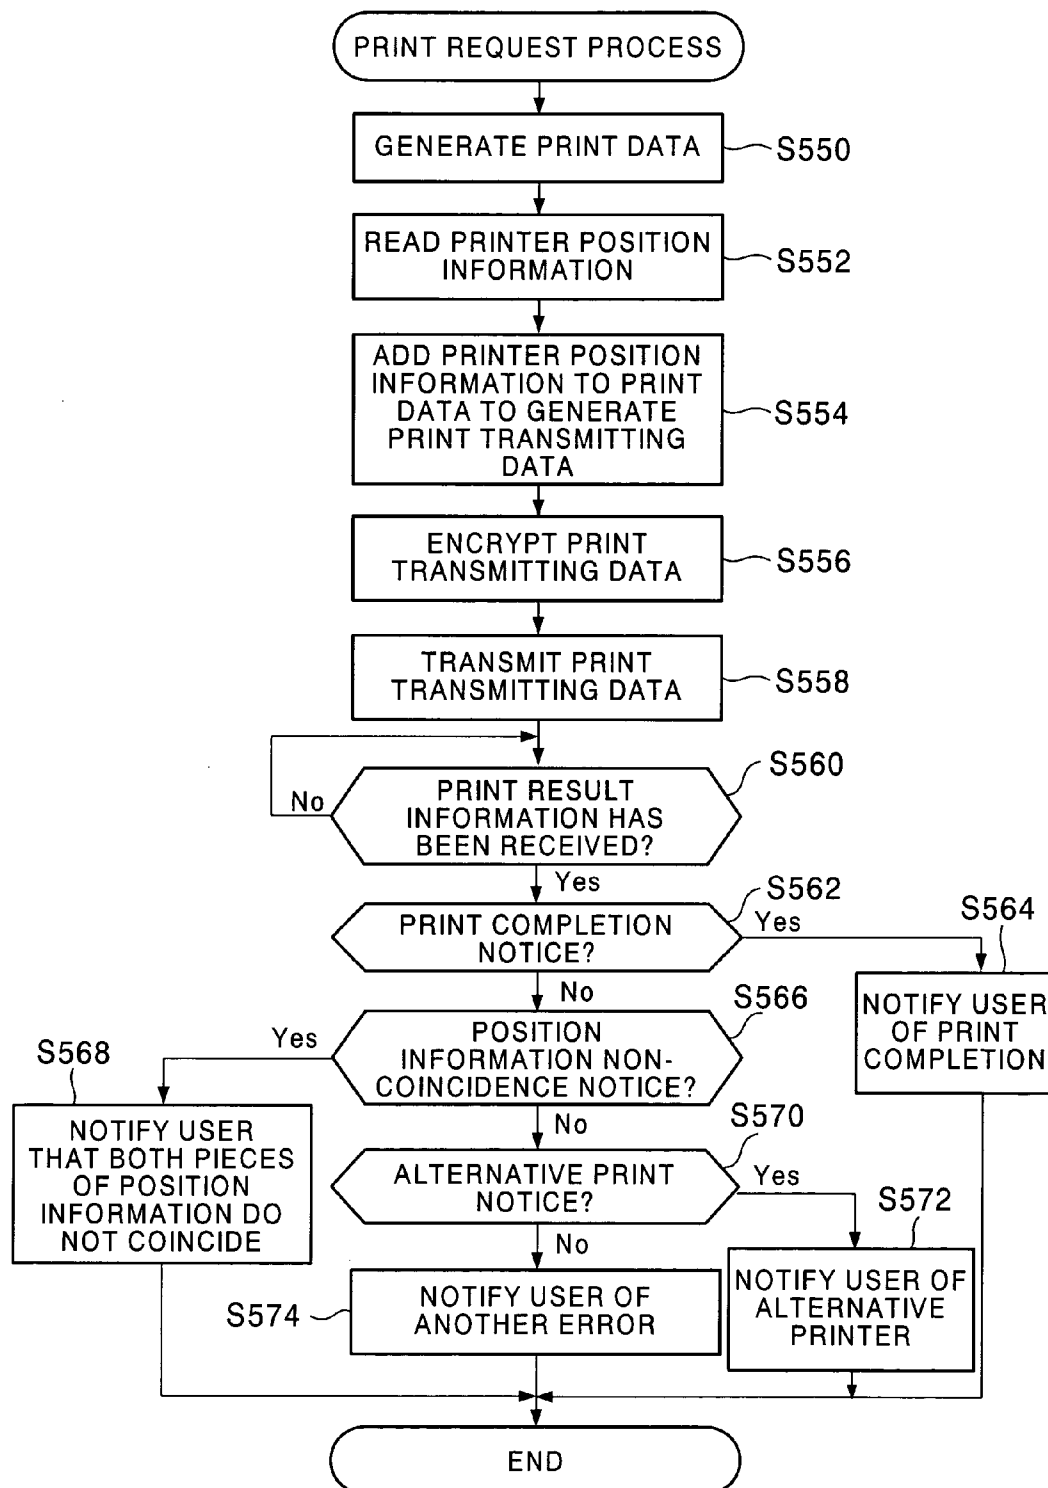 PRINT REQUEST PROCESS
GENERATE PRINT DATA
S550
READ PRINTER POSITION
INFORMATION
S552
ADD PRINTER POSITION
INFORMATION TO PRINT
DATA TO GENERATE
PRINT TRANSMITTING
DATA
S554
ENCRYPT PRINT
TRANSMITTING DATA
S556
TRANSMIT PRINT
TRANSMITTING DATA
S558
PRINT RESULT
INFORMATION HAS
BEEN RECEIVED?
S560
No
Yes
PRINT COMPLETION
NOTICE?
S562
Yes
S564
NOTIFY USER
OF PRINT
COMPLETION
No
POSITION
INFORMATION NON-
COINCIDENCE NOTICE?
S566
Yes
S568
NOTIFY USER
THAT BOTH PIECES
OF POSITION
INFORMATION DO
NOT COINCIDE
No
ALTERNATIVE PRINT
NOTICE?
S570
Yes
S572
NOTIFY USER OF
ALTERNATIVE
PRINTER
No
S574
NOTIFY USER OF
ANOTHER ERROR
END